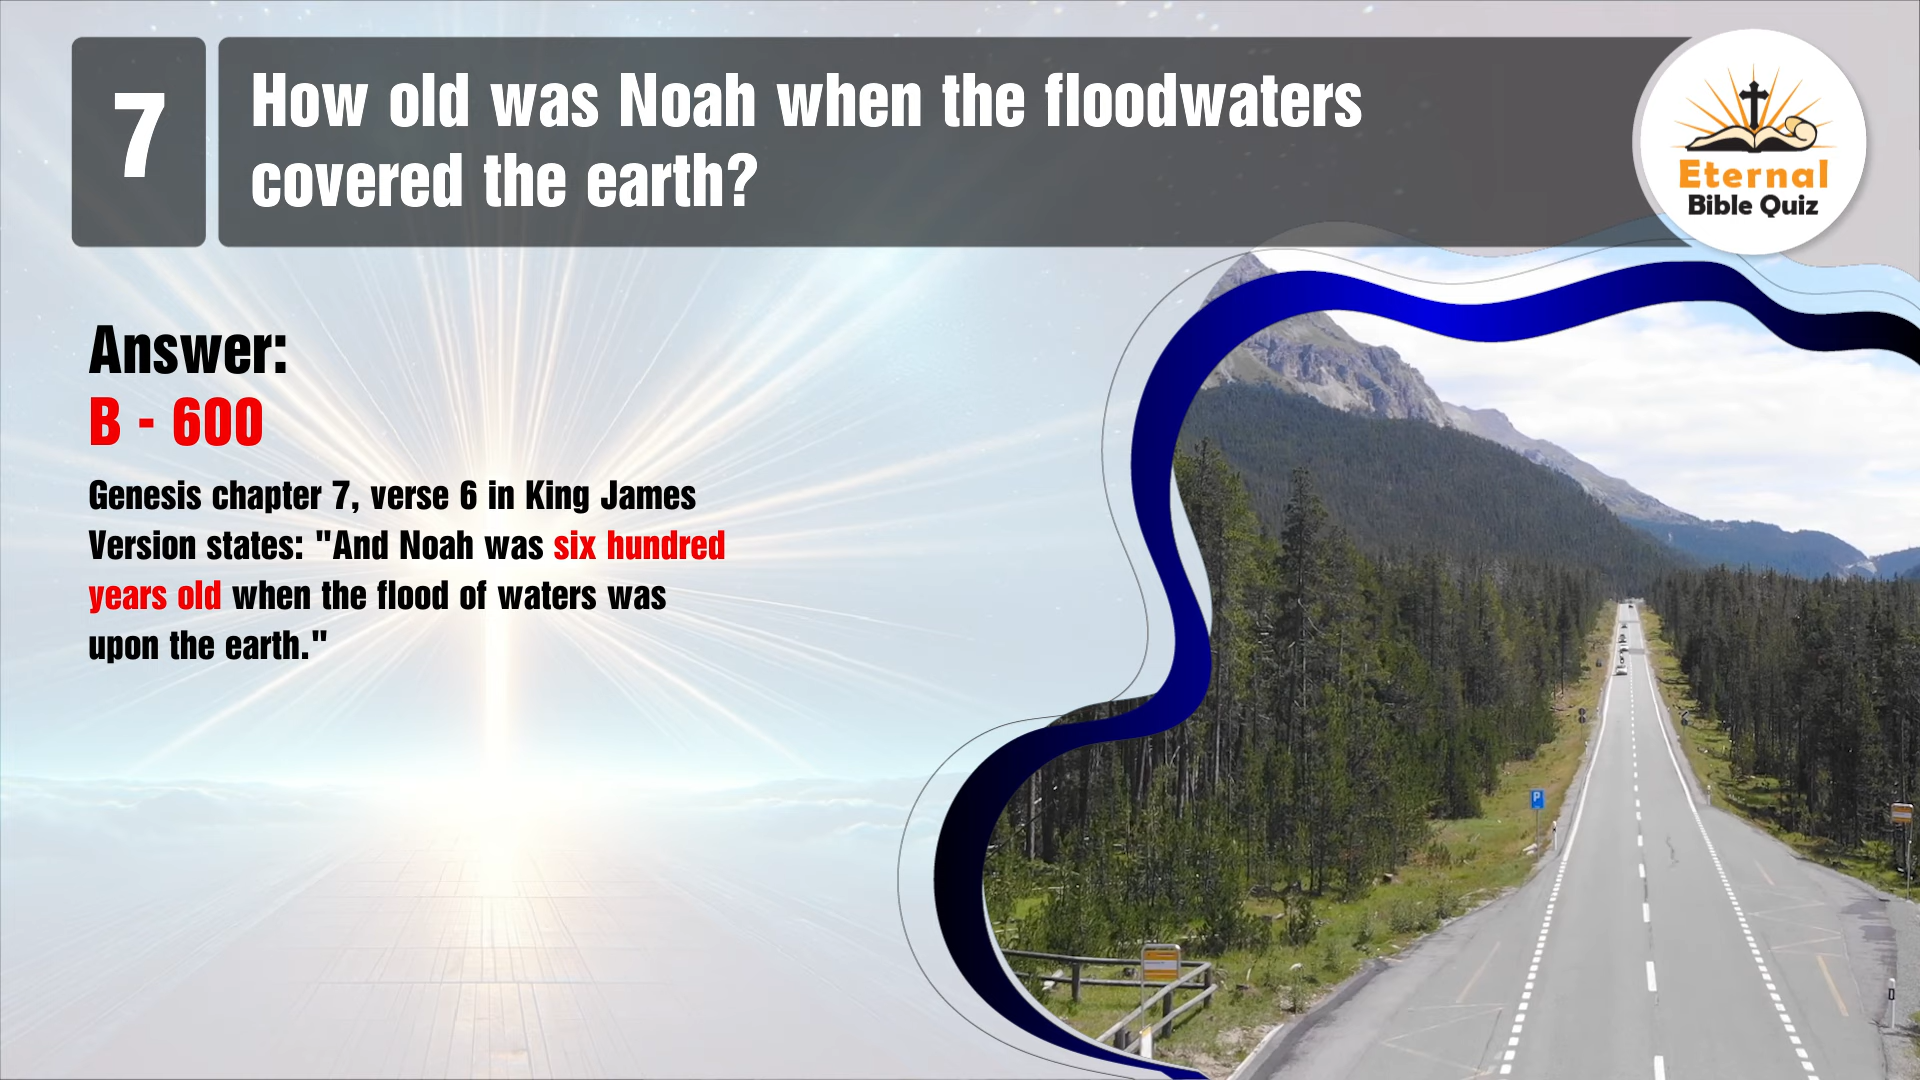 7
How old was Noah when the floodwaters
covered the earth?
Eternal
Bible Quiz
Answer:
B - 600
Genesis chapter 7, verse 6 in King James
Version states: "And Noah was six hundred
years old when the flood of waters was
upon the earth."
P